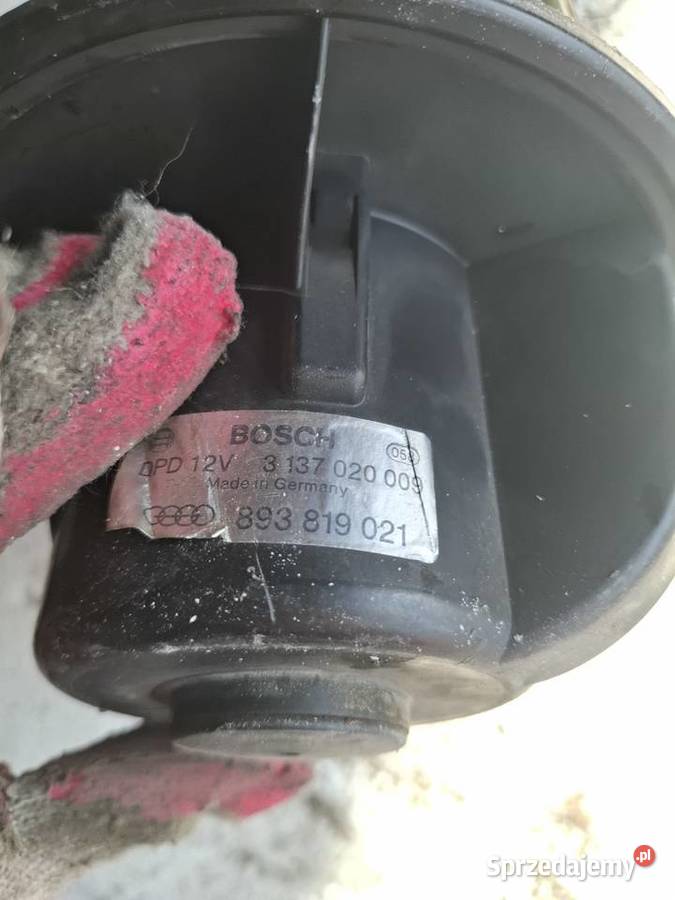 BOSCH
DPD 12V 3 137 020 009
Made in Germany
893 819 021
Sprzedajemy.pl